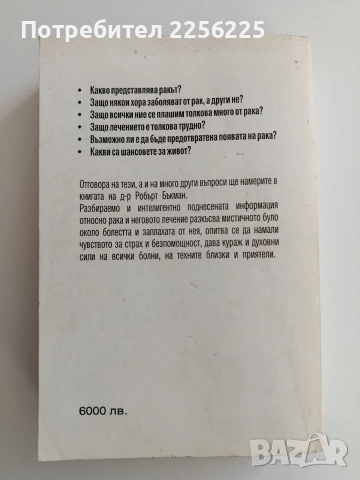 Потребител 2256225
• Какво представлява ракът?
• Защо някои хора заболяват от рак, а други не?
• Защо всички ние се плашим толкова много от рака?
• Защо лечението е толкова трудно?
• Възможно ли е да бъде предотвратена появата на рака?
• Какви са шансовете за живот?
Отговора на тези, а и на много други въпроси ще намерите в
книгата на д-р Робърт Бъкман.
Разбираемо и интелигентно поднесената информация
относно рака и неговото лечение разкъсва мистичното було
около болестта и заплахата от нея, опитва се да намали
чувството за страх и безпомощност, дава кураж и духовни
сили на всички болни, на техните близки и приятели.
6000 лв.
bazar